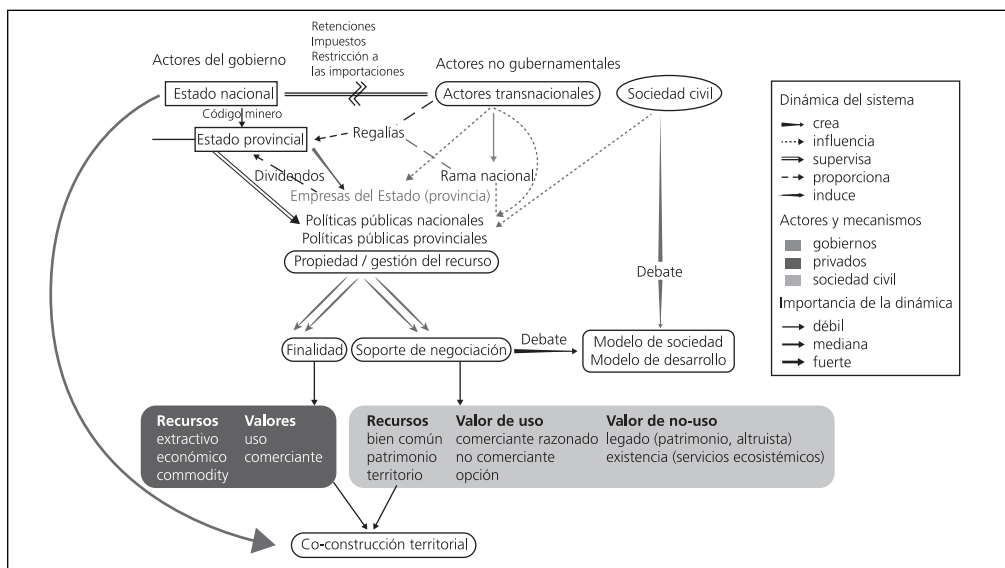 Retenciones
Impuestos
Restricción a
las importaciones
Actores del gobierno
Actores no gubernamentales
Estado nacional
Actores transnacionales
Sociedad civil
Código minero
Estado provincial
Regalías
Dividendos
Rama nacional
Empresas del Estado (provincia)
Políticas públicas nacionales
Políticas públicas provinciales
Propiedad / gestión del recurso
Debate
Finalidad
Soporte de negociación
Debate
Modelo de sociedad
Modelo de desarrollo
Recursos Valores
extractivo uso
económico comerciante
commodity
Recursos Valor de uso Valor de no-uso
bien común comerciante razonado legado (patrimonio, altruista)
patrimonio no comerciante existencia (servicios ecosistémicos)
territorio opción
Co-construcción territorial
Dinámica del sistema
crea
influencia
supervisa
proporciona
induce
Actores y mecanismos
gobiernos
privados
sociedad civil
Importancia de la dinámica
débil
mediana
fuerte